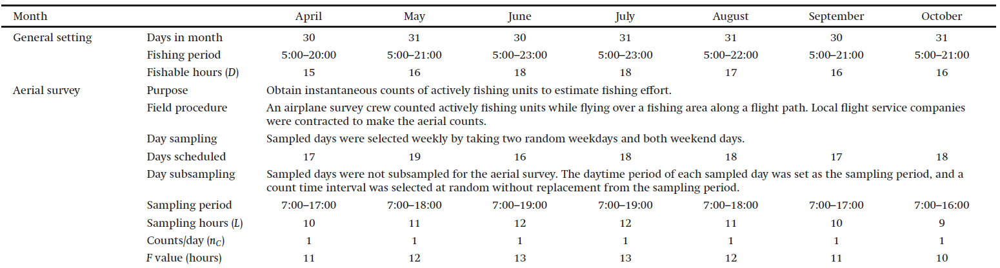 Month April May June July August September October
General setting Days in month 30 31 30 31 31 30 31
Fishing period 5:00–20:00 5:00–21:00 5:00–23:00 5:00–23:00 5:00–22:00 5:00–21:00 5:00–21:00
Fishable hours (D) 15 16 18 18 17 16 16
Aerial survey Purpose Obtain instantaneous counts of actively fishing units to estimate fishing effort.
Field procedure An airplane survey crew counted actively fishing units while flying over a fishing area along a flight path. Local flight service companies
were contracted to make the aerial counts.
Day sampling Sampled days were selected weekly by taking two random weekdays and both weekend days.
Days scheduled 17 19 16 18 18 17 18
Day subsampling Sampled days were not subsampled for the aerial survey. The daytime period of each sampled day was set as the sampling period, and a
count time interval was selected at random without replacement from the sampling period.
Sampling period 7:00–17:00 7:00–18:00 7:00–19:00 7:00–19:00 7:00–18:00 7:00–17:00 7:00–16:00
Sampling hours (L) 10 11 12 12 11 10 9
Counts/day (nC) 1 1 1 1 1 1 1
F value (hours) 11 12 13 13 12 11 10